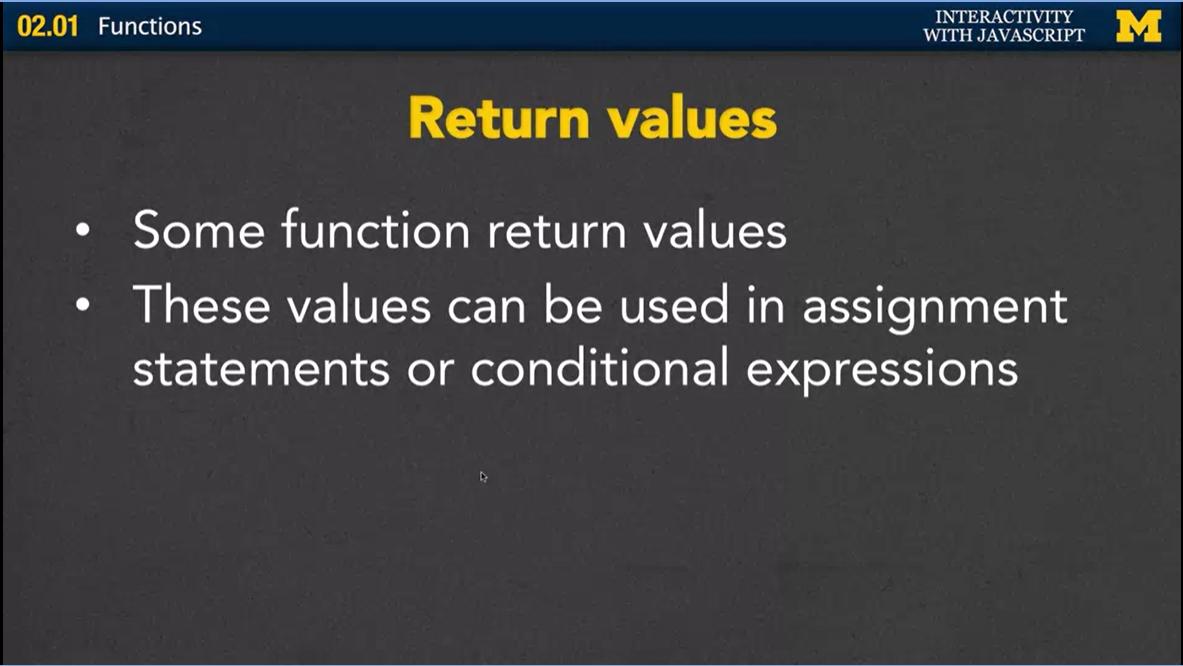 02.01 Functions
INTERACTIVITY
WITH JAVASCRIPT
M
Return values
• Some function return values
• These values can be used in assignment
statements or conditional expressions